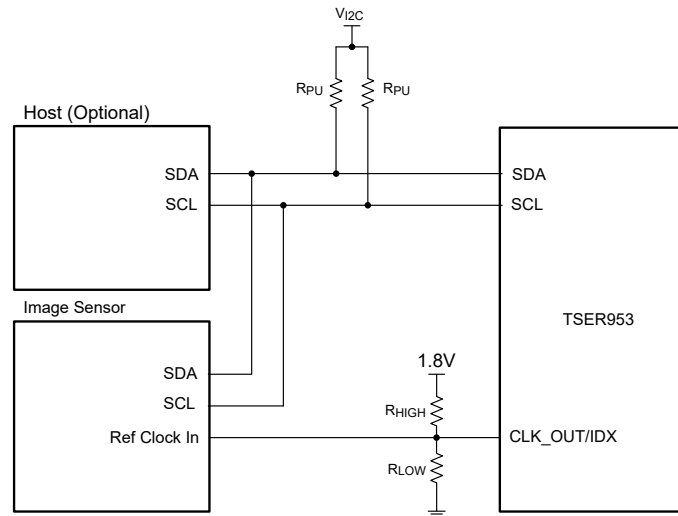 VI2C
RPU
RPU
Host (Optional)
SDA
SCL
SDA
SCL
Image Sensor
TSER953
SDA
SCL
1.8V
RHIGH
Ref Clock In
CLK_OUT/IDX
RLOW